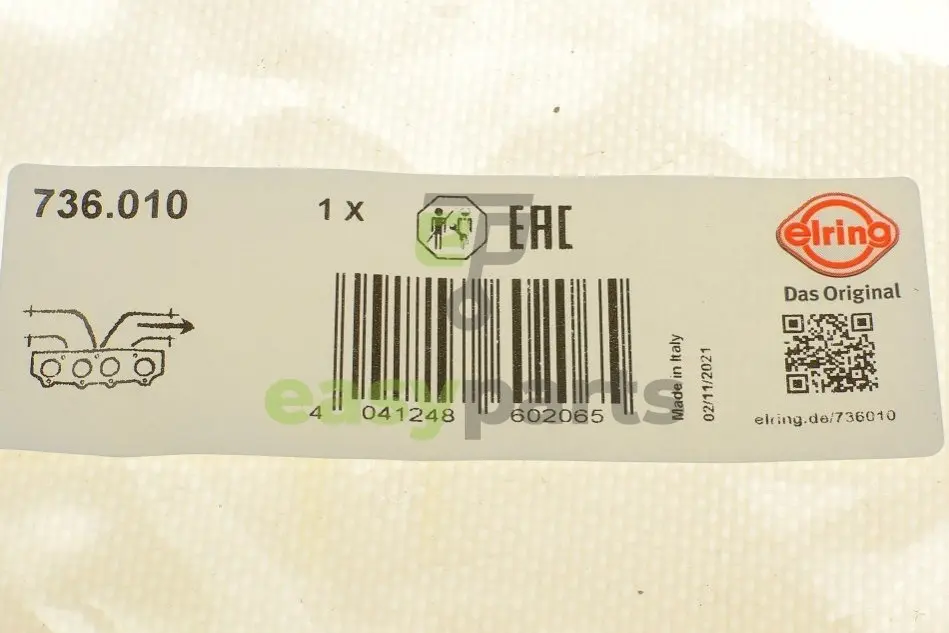 736.010
1 x
EAC
elring
Das Original
4 041248 602065
Made in Italy
02/11/2021
elring.de/736010
easyparts